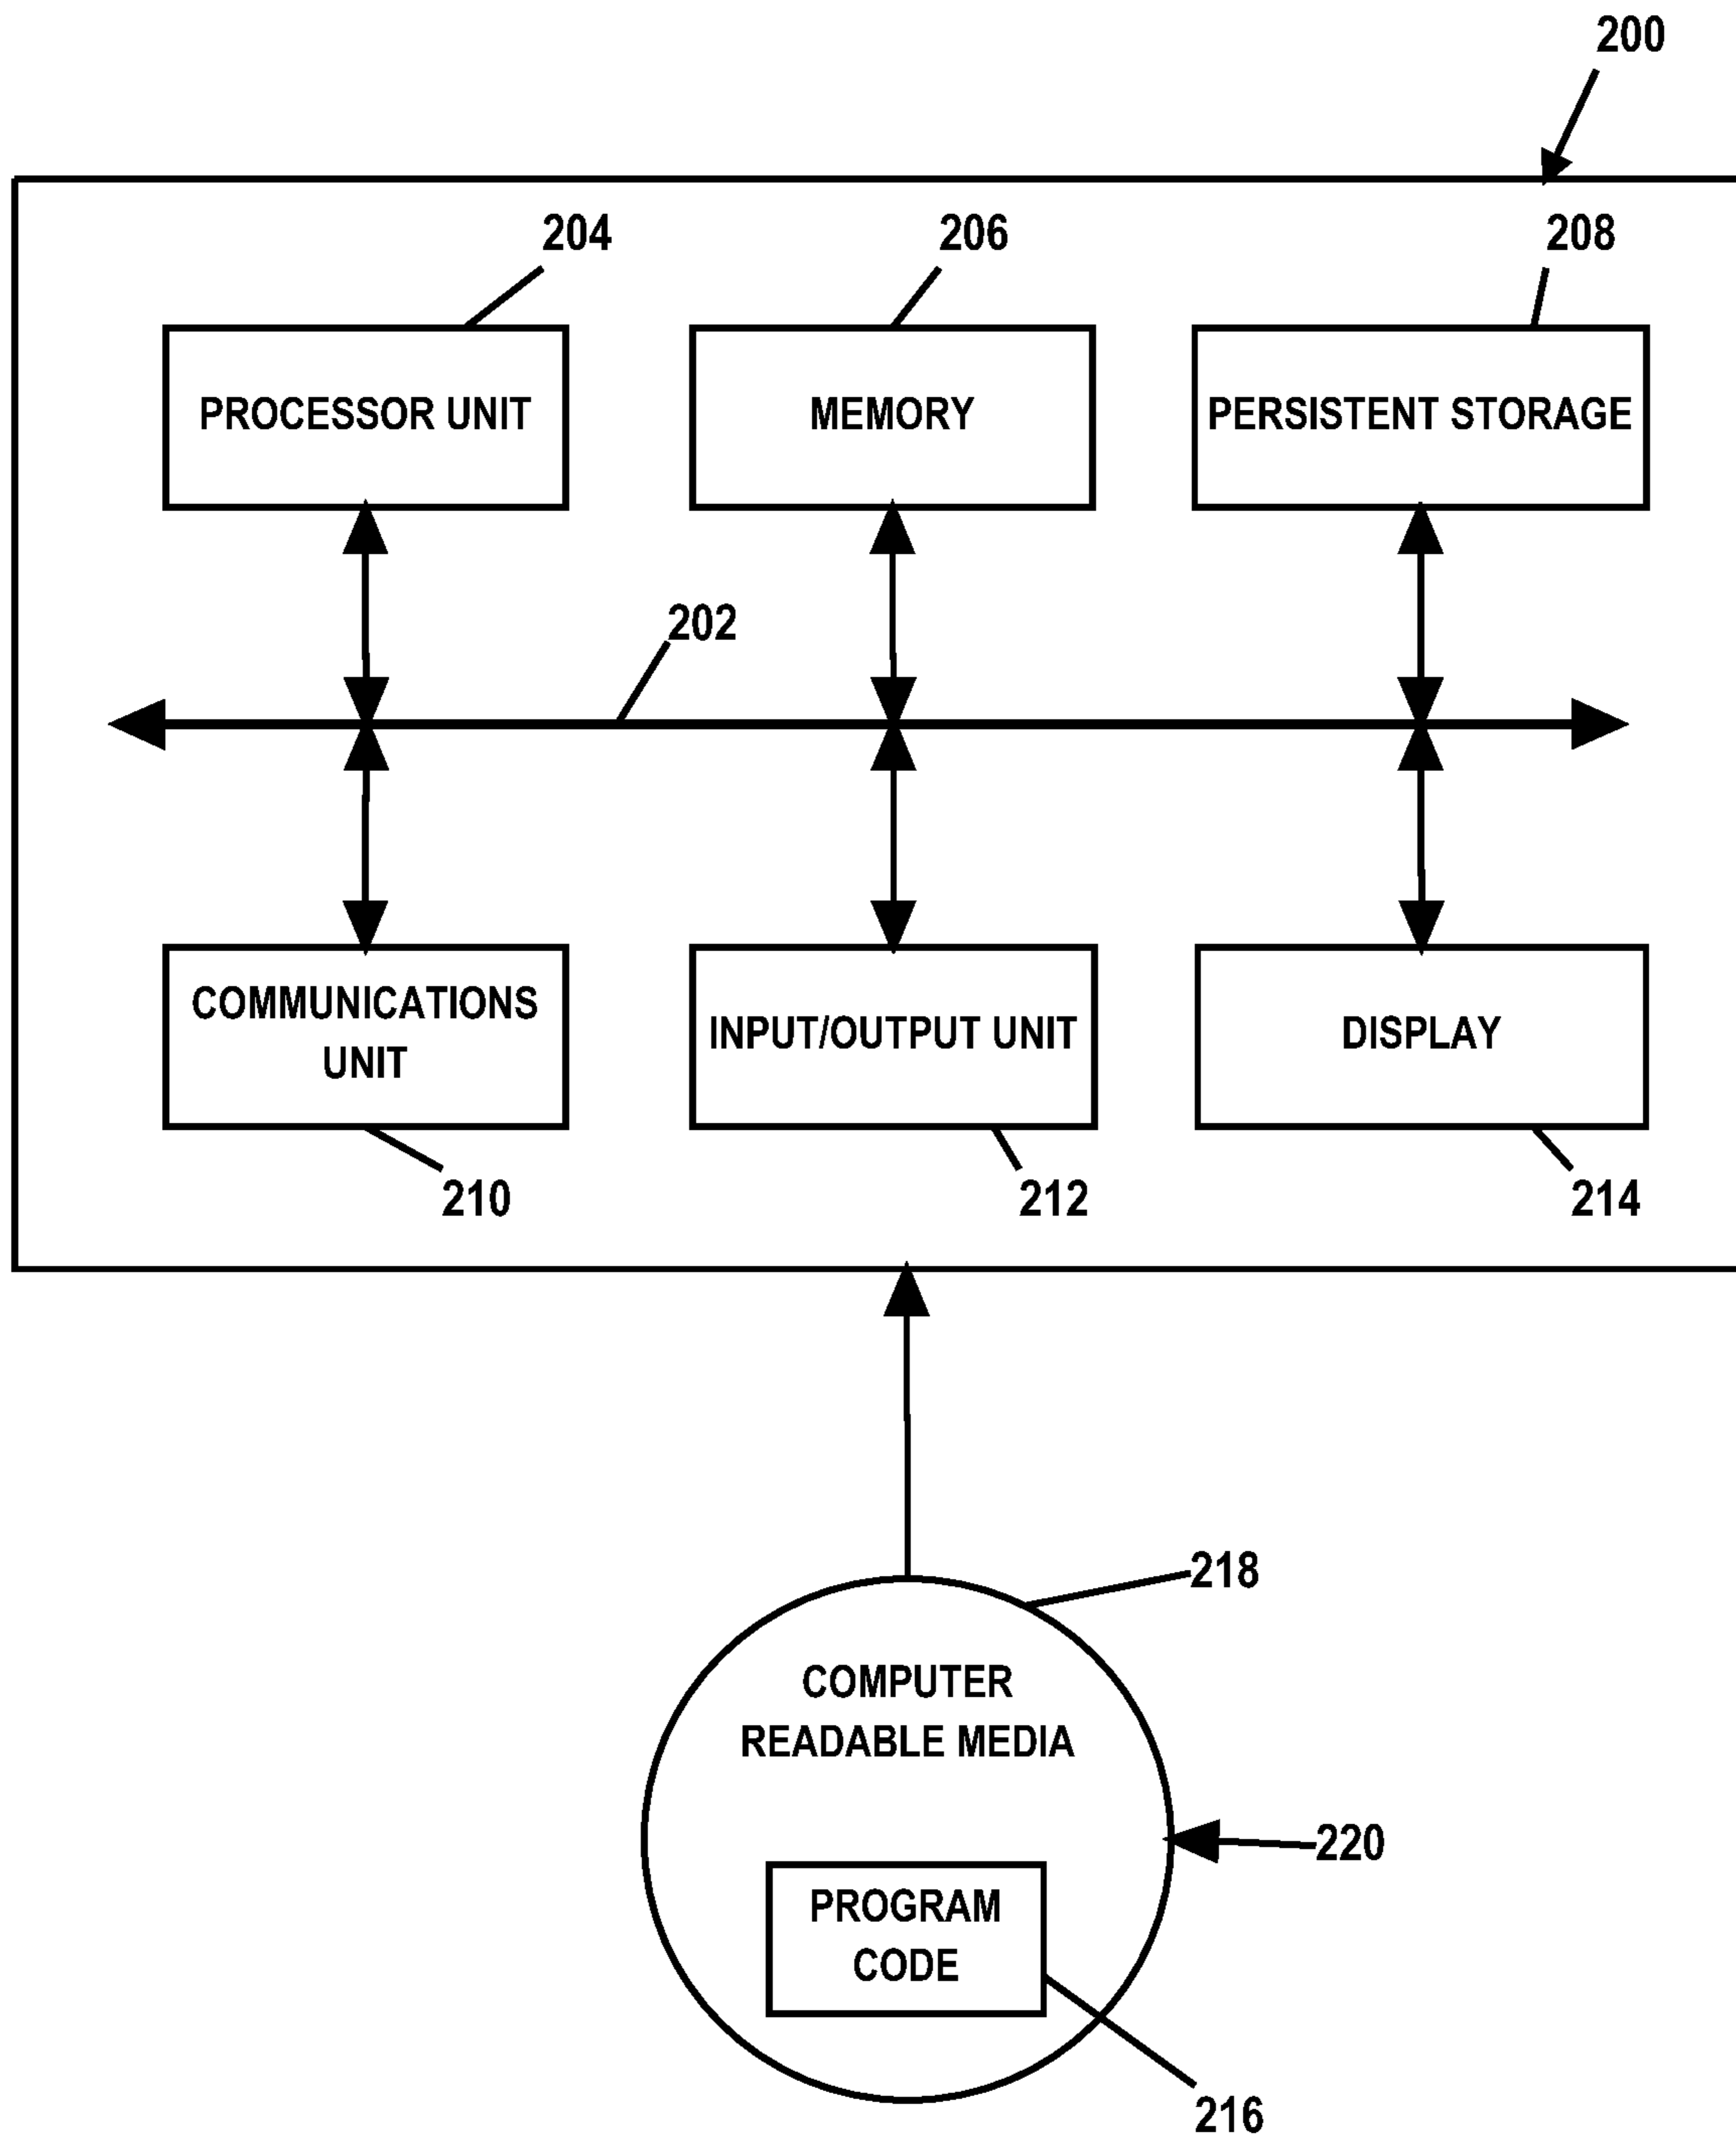 200
204
206
208
PROCESSOR UNIT
MEMORY
PERSISTENT STORAGE
202
COMMUNICATIONS
UNIT
INPUT/OUTPUT UNIT
DISPLAY
210
212
214
218
COMPUTER
READABLE MEDIA
220
PROGRAM
CODE
216